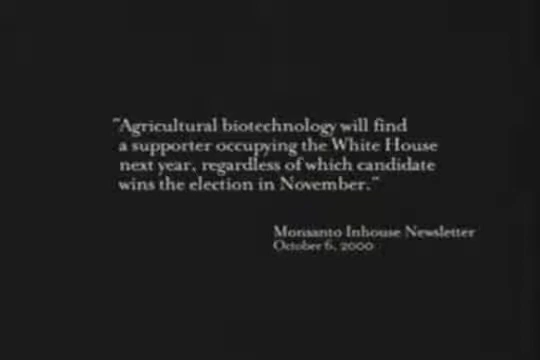 "Agricultural biotechnology will find
a supporter occupying the White House
next year, regardless of which candidate
wins the election in November."
Monsanto Inhouse Newsletter
October 6, 2000